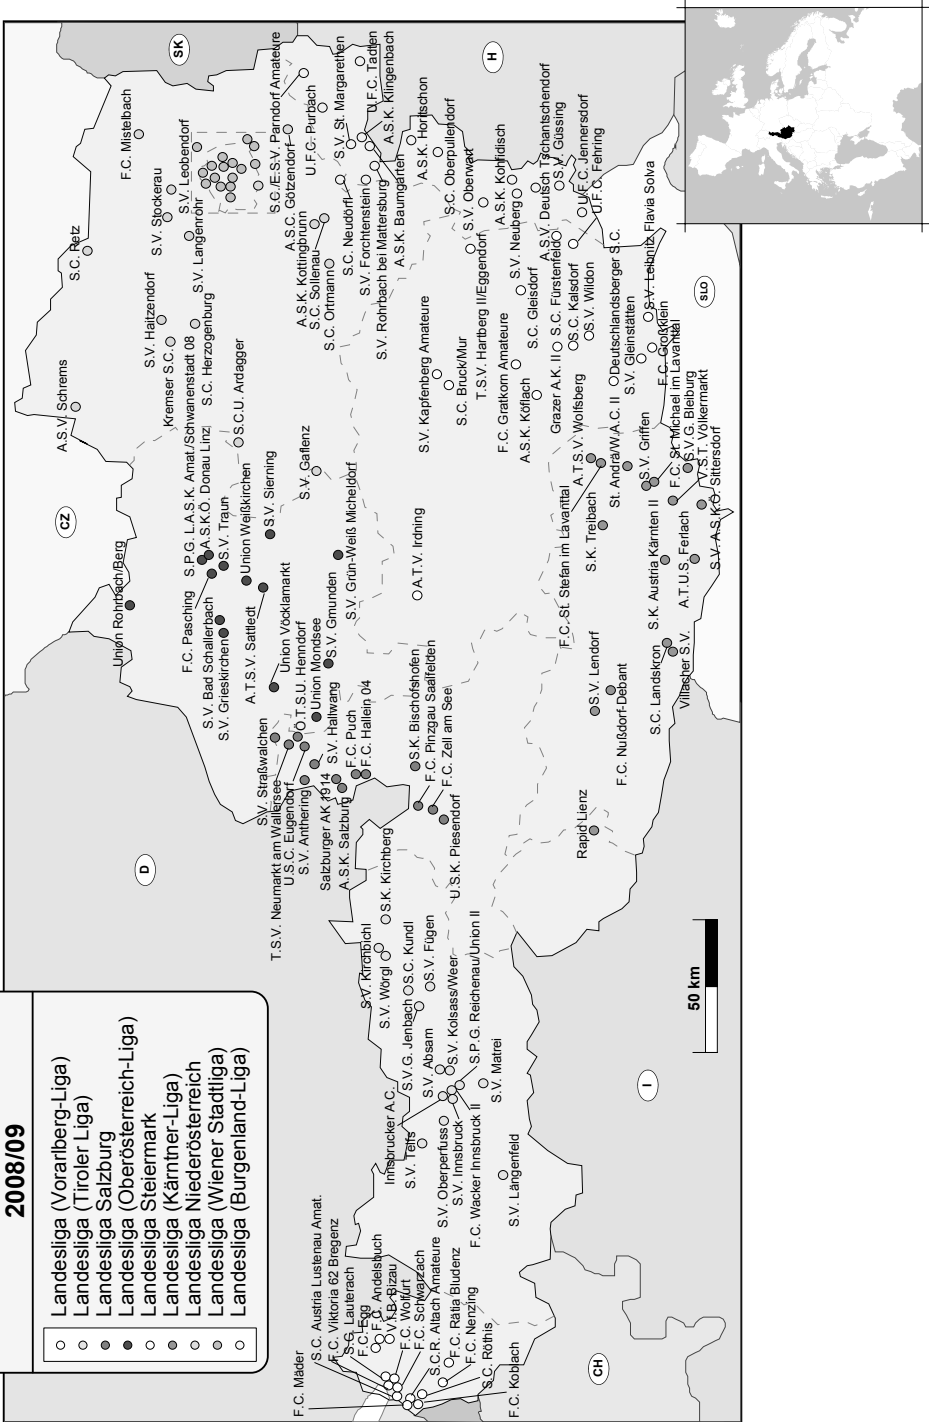 2008/09
Landesliga (Vorarlberg-Liga)
Landesliga (Tiroler Liga)
Landesliga Salzburg
Landesliga (Oberösterreich-Liga)
Landesliga Steiermark
Landesliga (Kärntner-Liga)
Landesliga Niederösterreich
Landesliga (Wiener Stadtliga)
Landesliga (Burgenland-Liga)
D
CZ
SK
H
SLO
I
CH
50 km
F.C. Mäder
S.C. Austria Lustenau Amat.
F.C. Viktoria 62 Bregenz
S.G. Lauterach
F.C. Egg
F.C. Andelsbuch
V.f.B. Bizau
F.C. Wolfurt
F.C. Schwarzach
S.C.R. Altach Amateure
F.C. Rätia Bludenz
F.C. Nenzing
S.C. Röthis
F.C. Koblach
Innsbrucker A.C.
S.V. Telfs
S.V. Oberperfuss
S.V. Innsbruck
F.C. Wacker Innsbruck II
S.V. Längenfeld
S.V. Kirchbichl
S.V. Wörgl
S.K. Kirchberg
S.V.G. Jenbach
S.C. Kundl
S.V. Absam
S.V. Fügen
S.V. Kolsass/Weer
S.P.G. Reichenau/Union II
S.V. Matrei
S.V. Straßwalchen
T.S.V. Neumarkt am Wallersee
U.S.C. Eugendorf
Ö.T.S.U. Henndorf
S.V. Anthering
S.V. Hallwang
Salzburger AK 1914
A.S.K. Salzburg
F.C. Puch
F.C. Hallein 04
S.K. Bischofshofen
F.C. Pinzgau Saalfelden
F.C. Zell am See
U.S.K. Piesendorf
Union Rohrbach/Berg
F.C. Pasching
S.P.G. L.A.S.K. Amat./Schwanenstadt 08
A.S.K.Ö. Donau Linz
S.V. Traun
S.V. Bad Schallerbach
S.V. Grieskirchen
Union Weißkirchen
A.T.S.V. Sattledt
S.V. Sierning
Union Vöcklamarkt
Union Mondsee
S.V. Gmunden
S.V. Grün-Weiß Micheldorf
A.S.V. Schrems
S.C. Retz
F.C. Mistelbach
S.V. Haitzendorf
Kremser S.C.
S.V. Stockerau
S.V. Leobendorf
S.V. Langenrohr
S.C. Herzogenburg
S.C.U. Ardagger
S.V. Gaflenz
A.S.C. Götzendorf
A.S.K. Kottingbrunn
S.C. Sollenau
S.C. Ortmann
S.C./E.S.V. Parndorf Amateure
U.F.C. Purbach
S.V. St. Margarethen
U.F.C. Tadten
A.S.K. Klingenbach
S.C. Neudörfl
S.V. Forchtenstein
S.V. Rohrbach bei Mattersburg
A.S.K. Baumgarten
A.S.K. Horitschon
S.C. Oberpullendorf
S.V. Oberwart
A.S.K. Kohfidisch
S.V. Neuberg
A.S.V. Deutsch Tschantschendorf
S.V. Güssing
U.F.C. Jennersdorf
U.F.C. Fehring
S.V. Kapfenberg Amateure
S.C. Bruck/Mur
T.S.V. Hartberg II/Eggendorf
F.C. Gratkorn Amateure
A.S.K. Köflach
S.C. Gleisdorf
Grazer A.K. II
S.C. Fürstenfeld
S.C. Kalsdorf
S.V. Wildon
Deutschlandsberger S.C.
S.V. Gleinstätten
S.V. Leibnitz Flavia Solva
F.C. Großklein
A.T.V. Irdning
A.T.S.V. Wolfsberg
F.C. St. Stefan im Lavanttal
St. Andrä/W.A.C. II
S.V. Griffen
F.C. St. Michael im Lavanttal
S.V.G. Bleiburg
V.S.T. Völkermarkt
S.V. A.S.K.Ö. Sittersdorf
S.K. Treibach
S.K. Austria Kärnten II
A.T.U.S. Ferlach
S.C. Landskron
Villacher S.V.
S.V. Lendorf
F.C. Nußdorf-Debant
Rapid Lienz